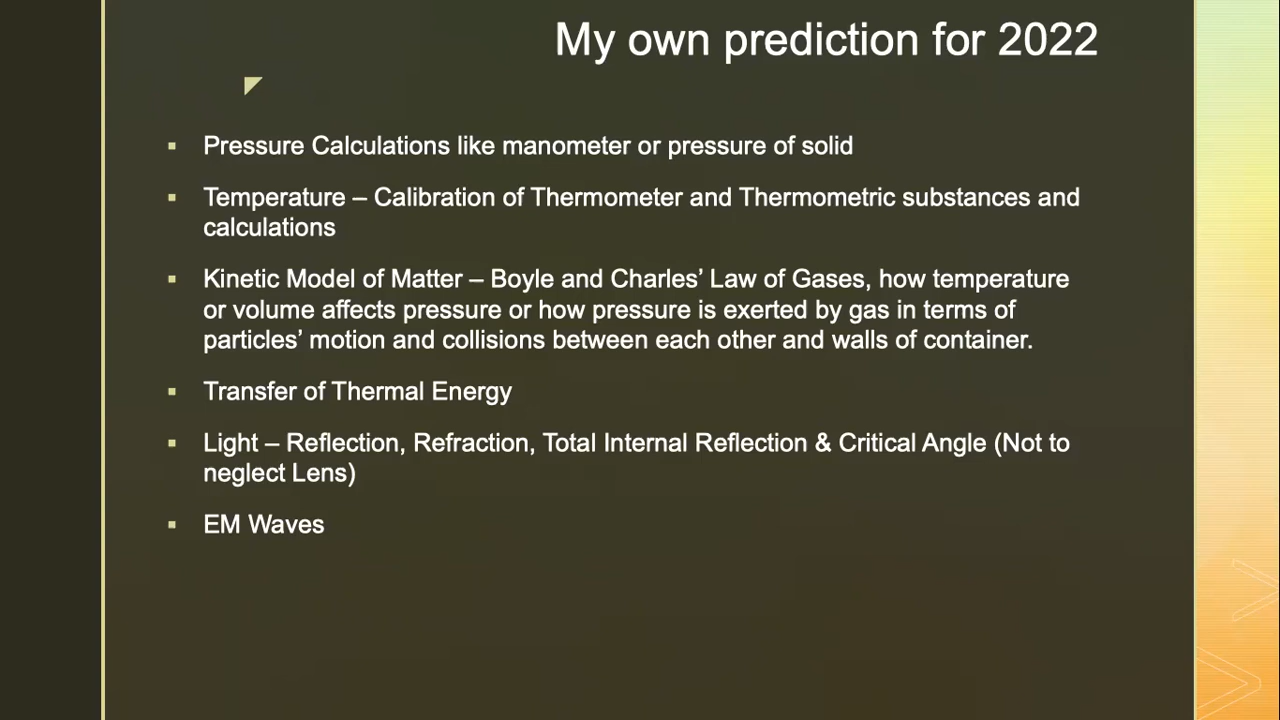 My own prediction for 2022
▪ Pressure Calculations like manometer or pressure of solid
▪ Temperature – Calibration of Thermometer and Thermometric substances and
calculations
▪ Kinetic Model of Matter – Boyle and Charles’ Law of Gases, how temperature
or volume affects pressure or how pressure is exerted by gas in terms of
particles’ motion and collisions between each other and walls of container.
▪ Transfer of Thermal Energy
▪ Light – Reflection, Refraction, Total Internal Reflection & Critical Angle (Not to
neglect Lens)
▪ EM Waves